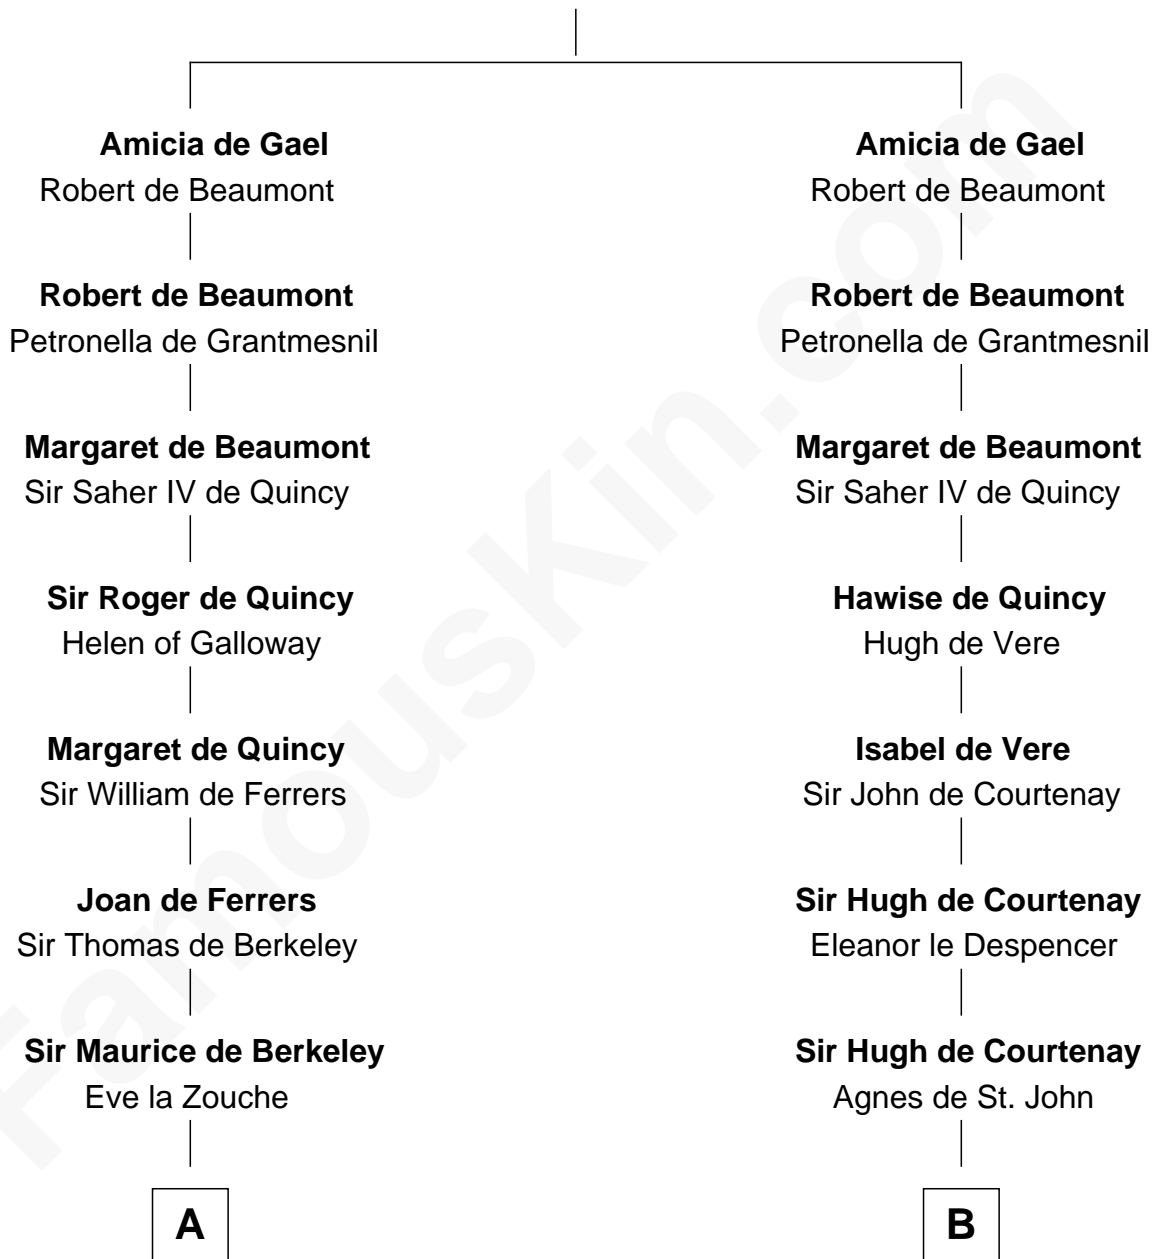 Amicia de Gael
Robert de Beaumont
Robert de Beaumont
Petronella de Grantmesnil
Margaret de Beaumont
Sir Saher IV de Quincy
Sir Roger de Quincy
Helen of Galloway
Margaret de Quincy
Sir William de Ferrers
Joan de Ferrers
Sir Thomas de Berkeley
Sir Maurice de Berkeley
Eve la Zouche
A
Amicia de Gael
Robert de Beaumont
Robert de Beaumont
Petronella de Grantmesnil
Margaret de Beaumont
Sir Saher IV de Quincy
Hawise de Quincy
Hugh de Vere
Isabel de Vere
Sir John de Courtenay
Sir Hugh de Courtenay
Eleanor le Despencer
Sir Hugh de Courtenay
Agnes de St. John
B
FamousKin.com